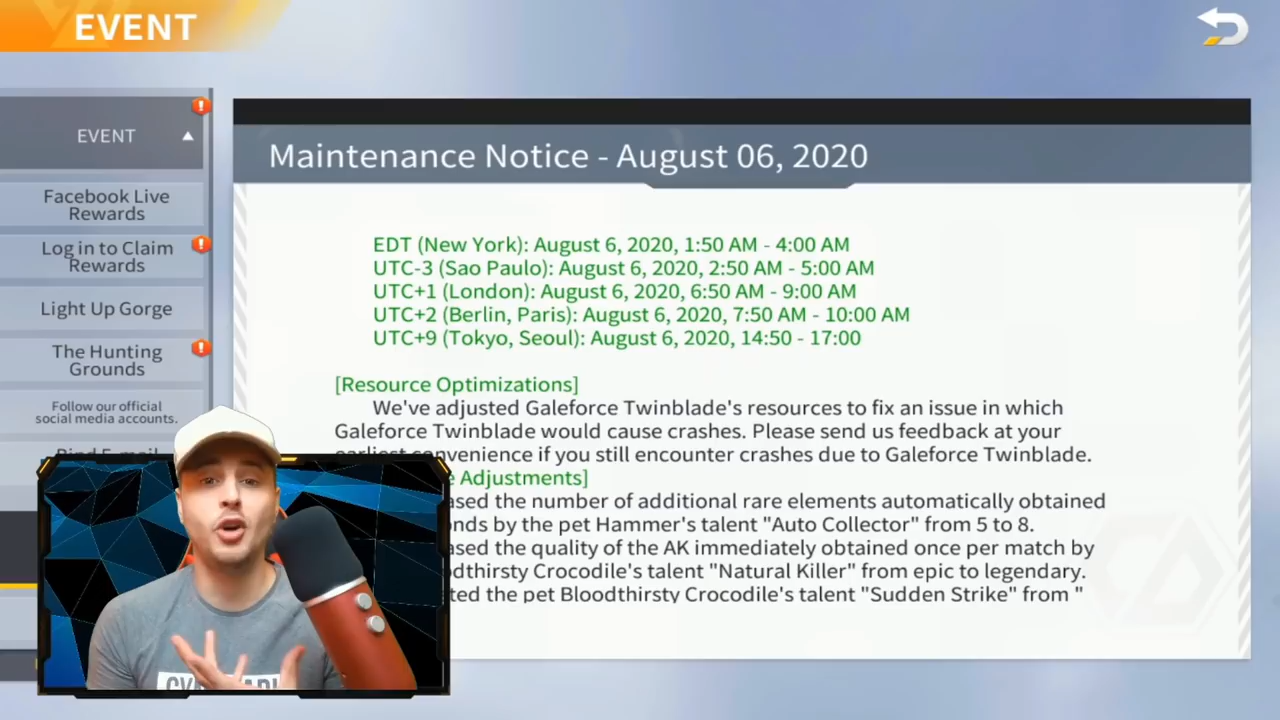 EVENT
EVENT
Facebook Live
Rewards
Log in to Claim
Rewards
Light Up Gorge
The Hunting
Grounds
Follow our official
social media accounts.
Bind E-mail
Maintenance Notice - August 06, 2020
EDT (New York): August 6, 2020, 1:50 AM - 4:00 AM
UTC-3 (Sao Paulo): August 6, 2020, 2:50 AM - 5:00 AM
UTC+1 (London): August 6, 2020, 6:50 AM - 9:00 AM
UTC+2 (Berlin, Paris): August 6, 2020, 7:50 AM - 10:00 AM
UTC+9 (Tokyo, Seoul): August 6, 2020, 14:50 - 17:00
[Resource Optimizations]
We've adjusted Galeforce Twinblade's resources to fix an issue in which
Galeforce Twinblade would cause crashes. Please send us feedback at your
earliest convenience if you still encounter crashes due to Galeforce Twinblade.
Adjustments]
the number of additional rare elements automatically obtained
by the pet Hammer's talent "Auto Collector" from 5 to 8.
the quality of the AK immediately obtained once per match by
Crocodile's talent "Natural Killer" from epic to legendary.
the pet Bloodthirsty Crocodile's talent "Sudden Strike" from "